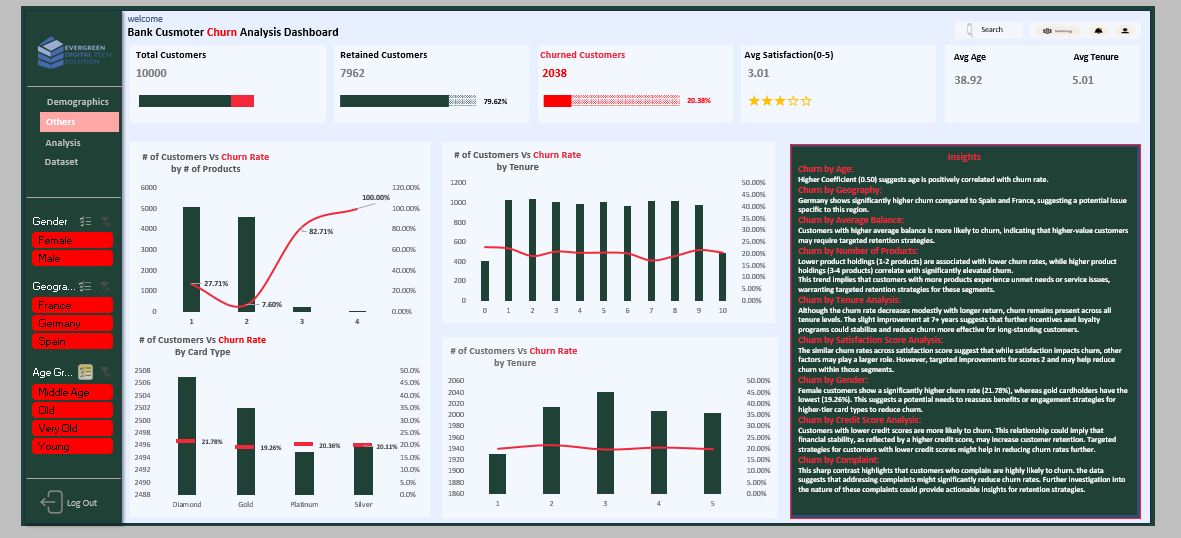 welcome
Bank Cusmoter Churn Analysis Dashboard
Search
EVERGREEN
DIGITAL TECH
SOLUTION
Demographics
Others
Analysis
Dataset
Gender
Female
Male
Geogra...
France
Germany
Spain
Age Gr...
Middle Age
Old
Very Old
Young
Log Out
Total Customers
10000
Retained Customers
7962
79.62%
Churned Customers
2038
20.38%
Avg Satisfaction(0-5)
3.01
Avg Age
38.92
Avg Tenure
5.01
# of Customers Vs Churn Rate
by # of Products
6000
5000
4000
3000
2000
1000
0
120.00%
100.00%
80.00%
60.00%
40.00%
20.00%
0.00%
27.71%
7.60%
82.71%
100.00%
1 2 3 4
# of Customers Vs Churn Rate
by Tenure
1200
1000
800
600
400
200
0
50.00%
45.00%
40.00%
35.00%
30.00%
25.00%
20.00%
15.00%
10.00%
5.00%
0.00%
0 1 2 3 4 5 6 7 8 9 10
# of Customers Vs Churn Rate
By Card Type
2508
2506
2504
2502
2500
2498
2496
2494
2492
2490
2488
50.0%
45.0%
40.0%
35.0%
30.0%
25.0%
20.0%
15.0%
10.0%
5.0%
0.0%
21.78%
19.26%
20.36%
20.11%
Diamond Gold Platinum Silver
# of Customers Vs Churn Rate
by Tenure
2060
2040
2020
2000
1980
1960
1940
1920
1900
1880
1860
50.00%
45.00%
40.00%
35.00%
30.00%
25.00%
20.00%
15.00%
10.00%
5.00%
0.00%
1 2 3 4 5
Insights
Churn by Age:
Higher Coefficient (0.50) suggests age is positively correlated with churn rate.
Churn by Geography:
Germany shows significantly higher churn compared to Spain and France, suggesting a potential issue
specific to this region.
Churn by Average Balance:
Customers with higher average balance is more likely to churn, indicating that higher-value customers
may require targeted retention strategies.
Churn by Number of Products:
Lower product holdings (1-2 products) are associated with lower churn rates, while higher product
holdings (3-4 products) correlate with significantly elevated churn.
This trend implies that customers with more products experience unmet needs or service issues,
warranting targeted retention strategies for these segments.
Churn by Tenure Analysis:
Although the churn rate decreases modestly with longer return, churn remains present across all
tenure levels. The slight improvement at 7+ years suggests that further incentives and loyalty
programs could stabilize and reduce churn more effective for long-standing customers.
Churn by Satisfaction Score Analysis:
The similar churn rates across satisfaction score suggest that while satisfaction impacts churn, other
factors may play a larger role. However, targeted improvements for scores 2 and may help reduce
churn within those segments.
Churn by Gender:
Female customers show a significantly higher churn rate (21.78%), whereas gold cardholders have the
lowest (19.26%). This suggests a potential needs to reassess benefits or engagement strategies for
higher-tier card types to reduce churn.
Churn by Credit Score Analysis:
Customers with lower credit scores are more likely to churn. This relationship could imply that
financial stability, as reflected by a higher credit score, may increase customer retention. Targeted
strategies for customers with lower credit scores might help in reducing churn rates further.
Churn by Complaint:
This sharp contrast highlights that customers who complain are highly likely to churn. the data
suggests that addressing complaints might significantly reduce churn rates. Further investigation into
the nature of these complaints could provide actionable insights for retention strategies.